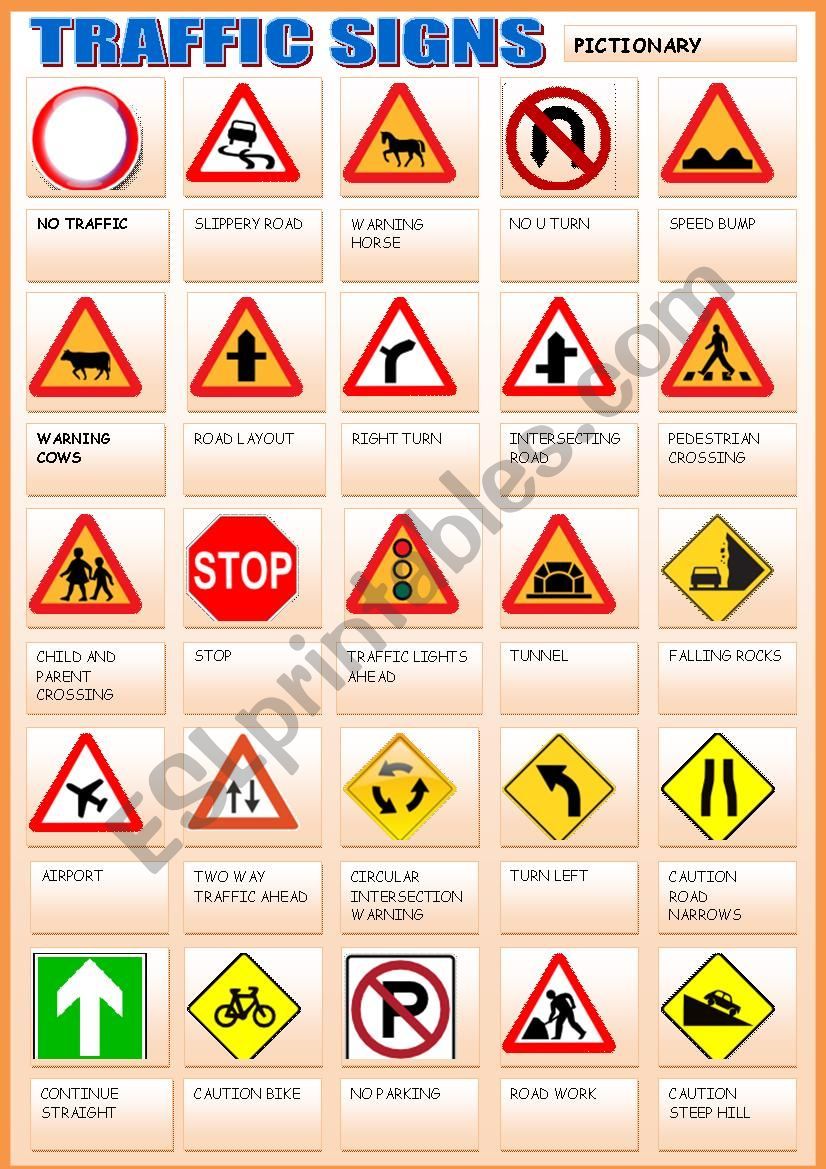 TRAFFIC SIGNS
PICTIONARY
NO TRAFFIC
SLIPPERY ROAD
WARNING
HORSE
NO U TURN
SPEED BUMP
WARNING
COWS
ROAD LAYOUT
RIGHT TURN
INTERSECTING
ROAD
PEDESTRIAN
CROSSING
STOP
CHILD AND
PARENT
CROSSING
STOP
TRAFFIC LIGHTS
AHEAD
TUNNEL
FALLING ROCKS
AIRPORT
TWO WAY
TRAFFIC AHEAD
CIRCULAR
INTERSECTION
WARNING
TURN LEFT
CAUTION
ROAD
NARROWS
P
CONTINUE
STRAIGHT
CAUTION BIKE
NO PARKING
ROAD WORK
CAUTION
STEEP HILL
ESLprintables.com